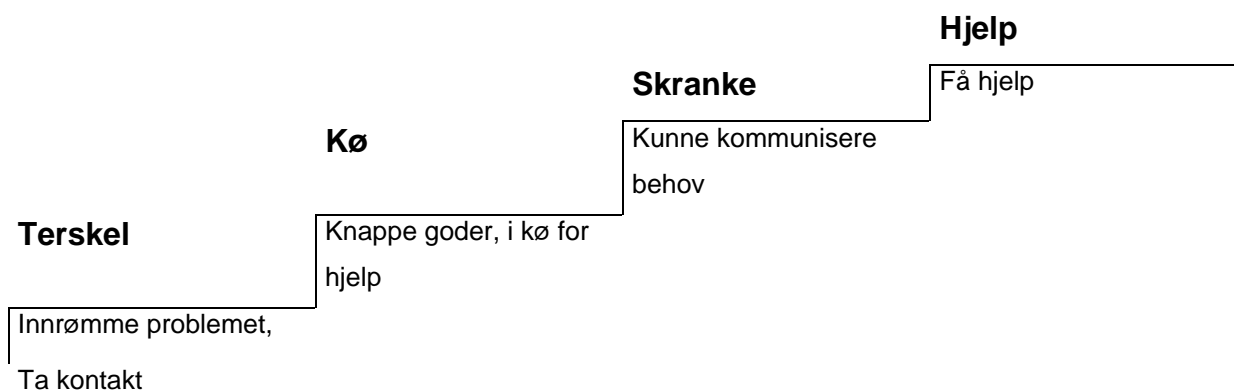 Hjelp
Få hjelp
Skranke
Kunne kommunisere
behov
Kø
Knappe goder, i kø for
hjelp
Terskel
Innrømme problemet,
Ta kontakt